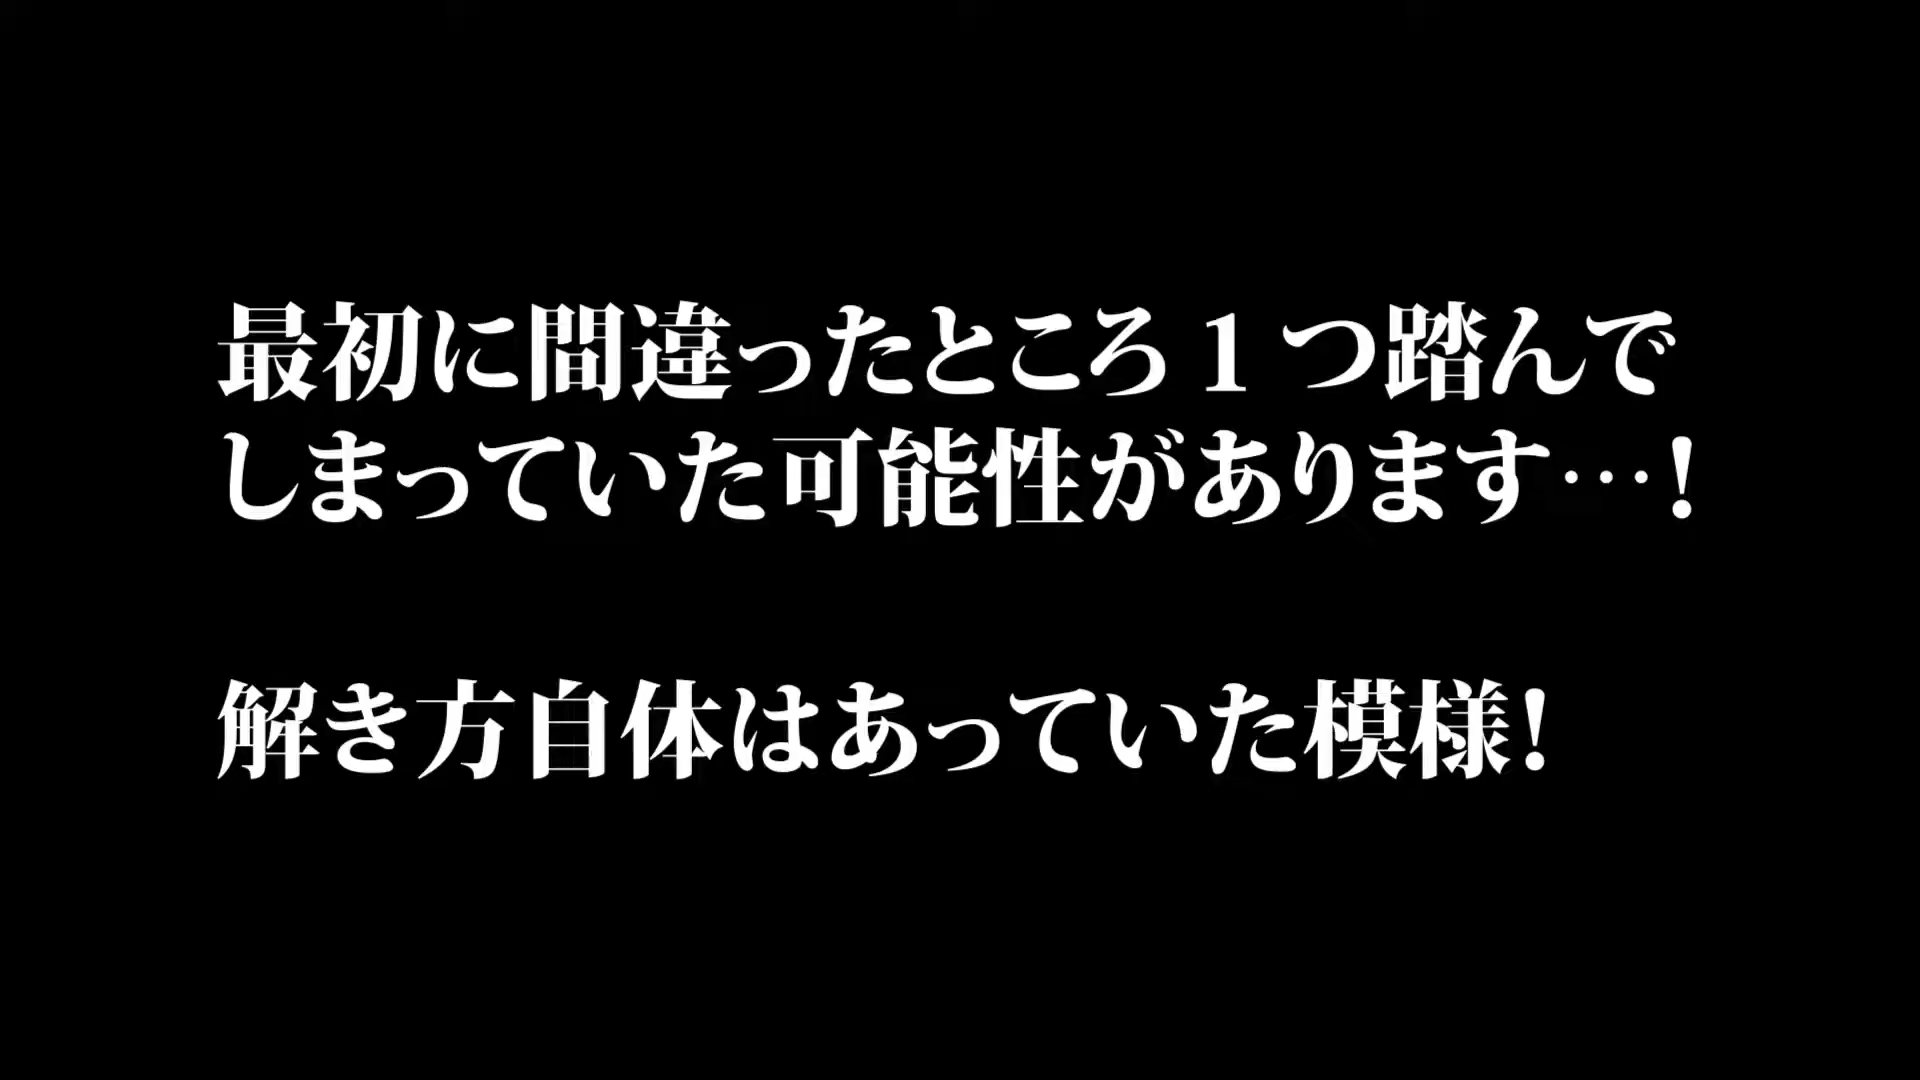 最初に間違ったところ1つ踏んで
しまっていた可能性があります…!
解き方自体はあっていた模様!